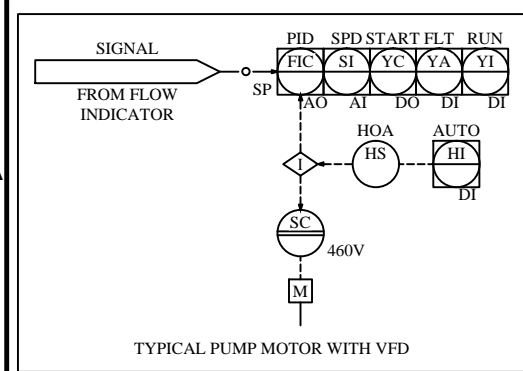 PID SPD START FLT RUN
SIGNAL
FIC SI YC YA YI
SP AO AI DO DI DI
FROM FLOW
INDICATOR
HOA AUTO
I HS HI
DI
SC
460V
M
TYPICAL PUMP MOTOR WITH VFD